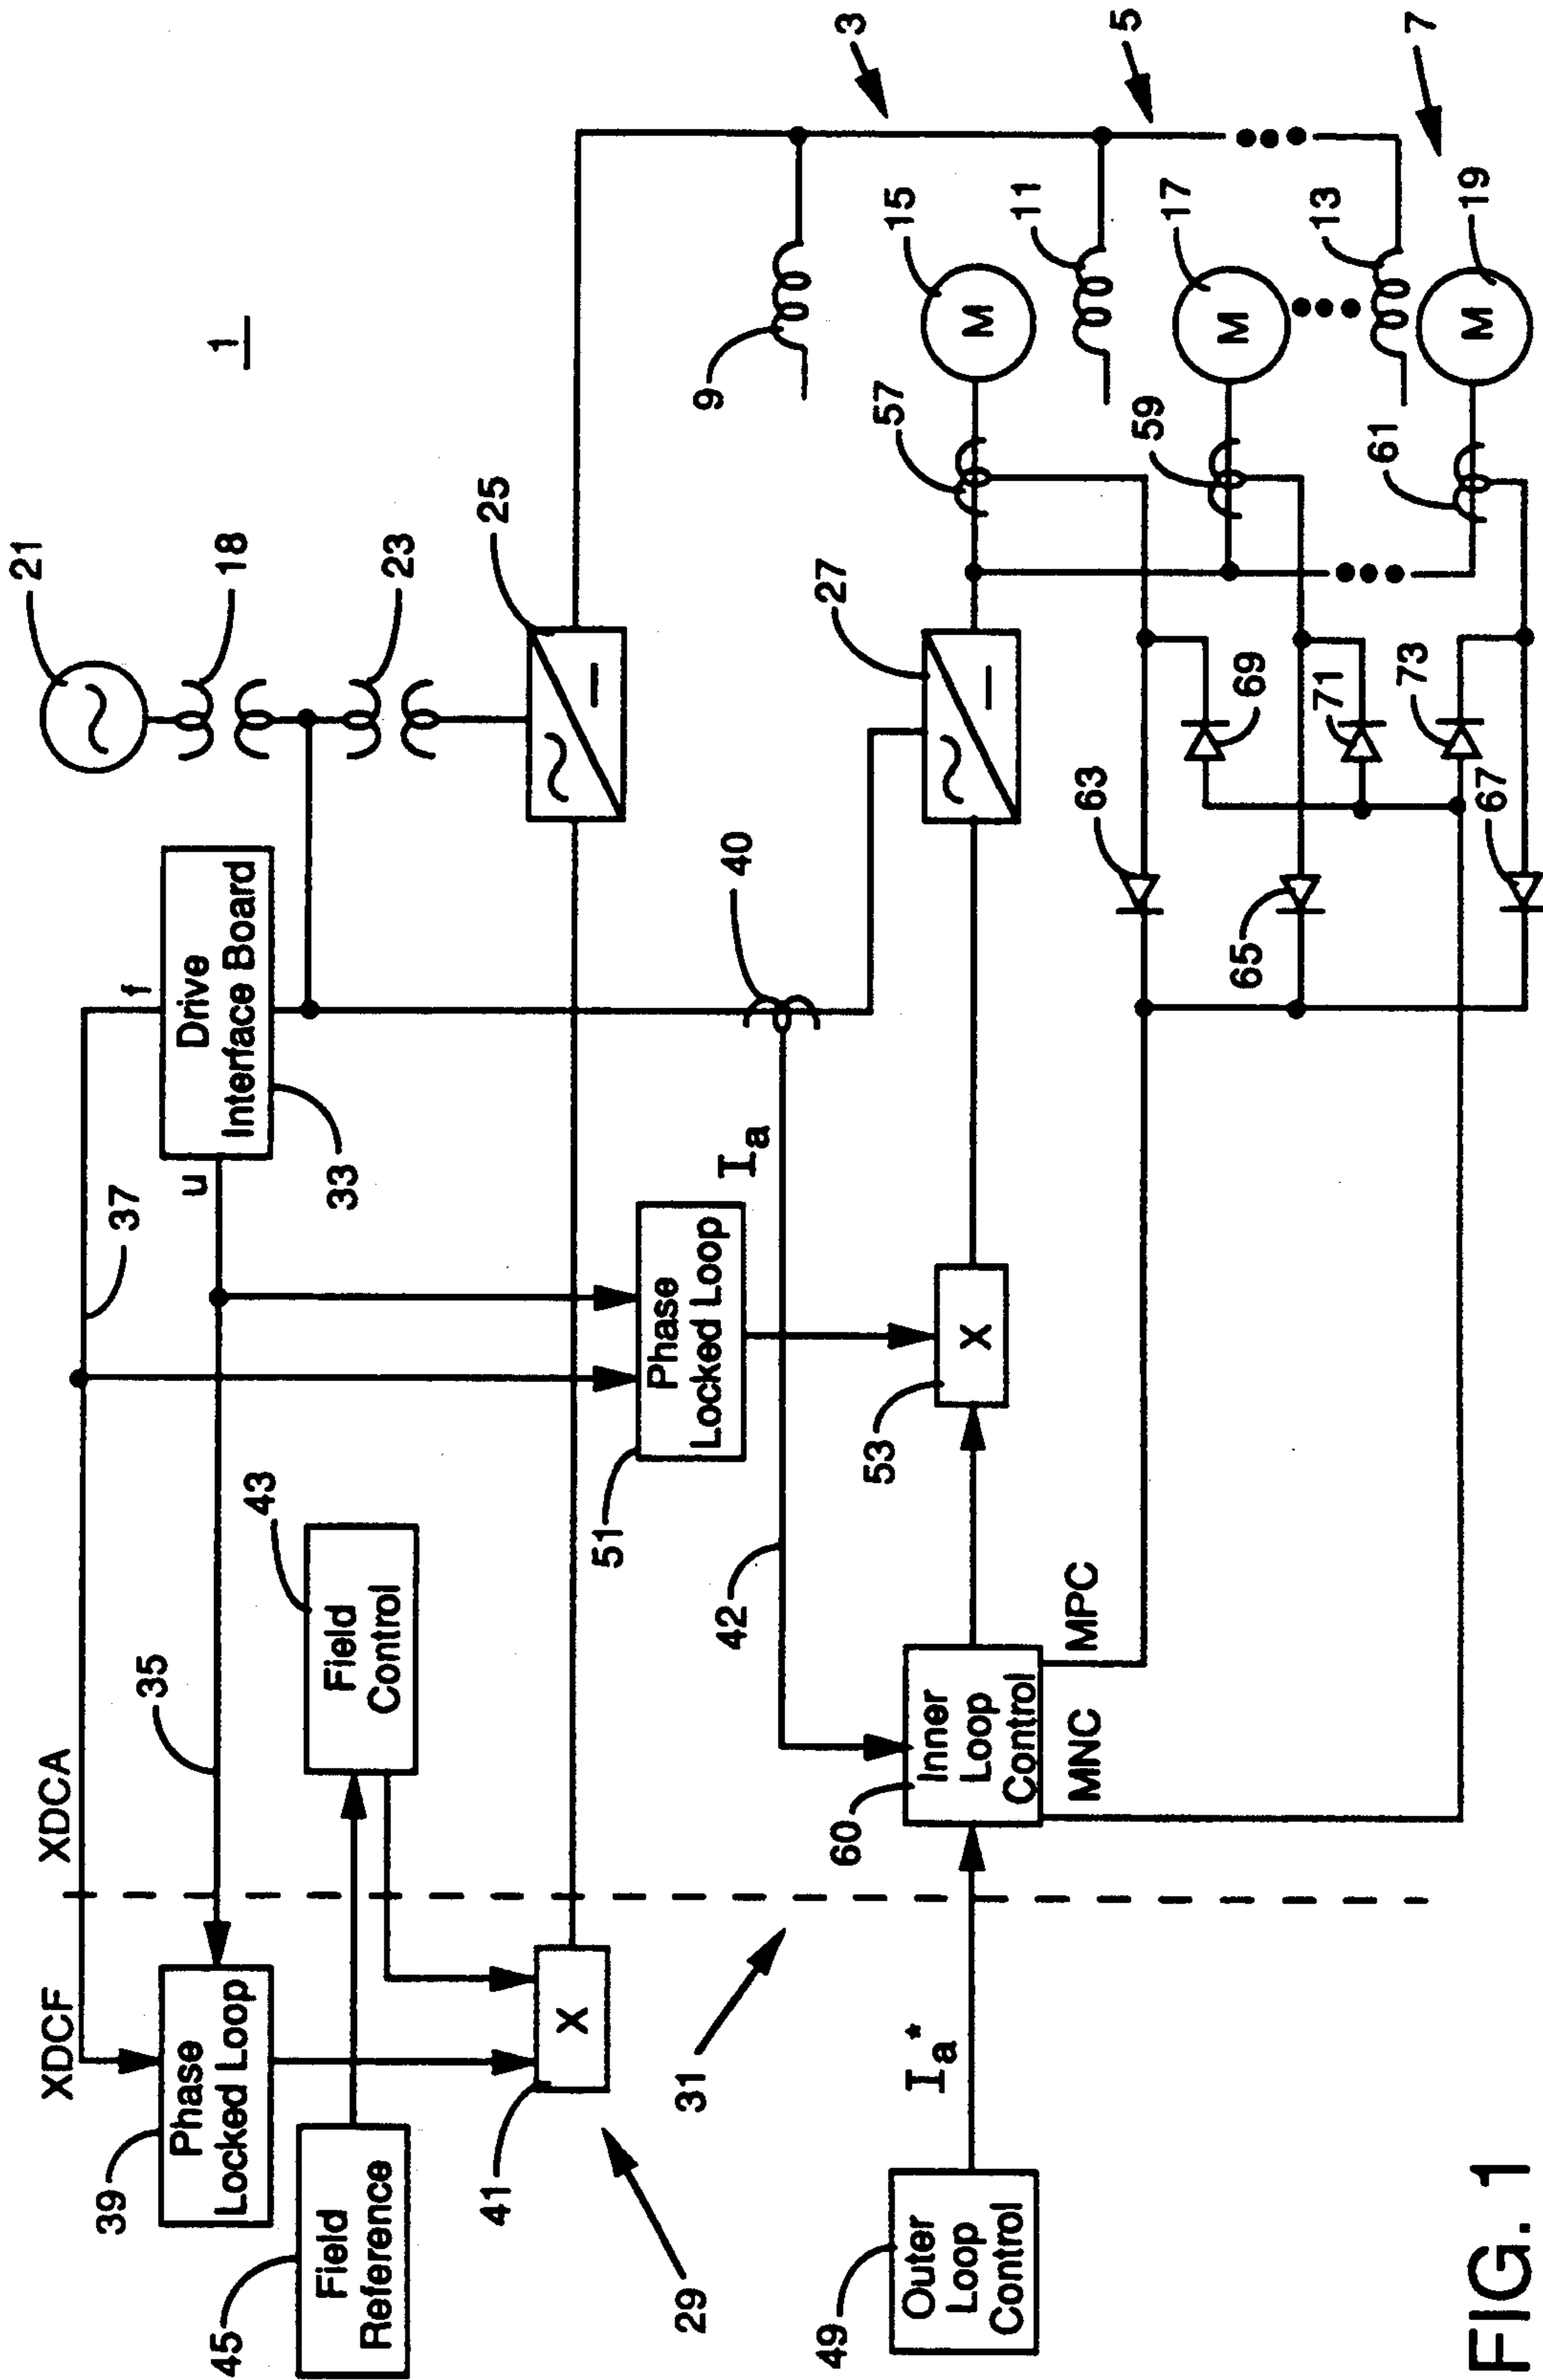 1
21
18
23
25
XDCF
XDCA
37
f
Drive
Interface Board
33
u
35
39
Phase
Locked Loop
45
Field
Reference
43
Field
Control
41
X
29
31
51
Phase
Locked Loop
I_a
40
42
27
53
X
49
Outer
Loop
Control
I_a*
60
Inner
Loop
Control
MNC
MPC
3
5
7
9
15
M
11
17
M
13
19
M
57
59
61
63
65
67
69
71
73
FIG. 1